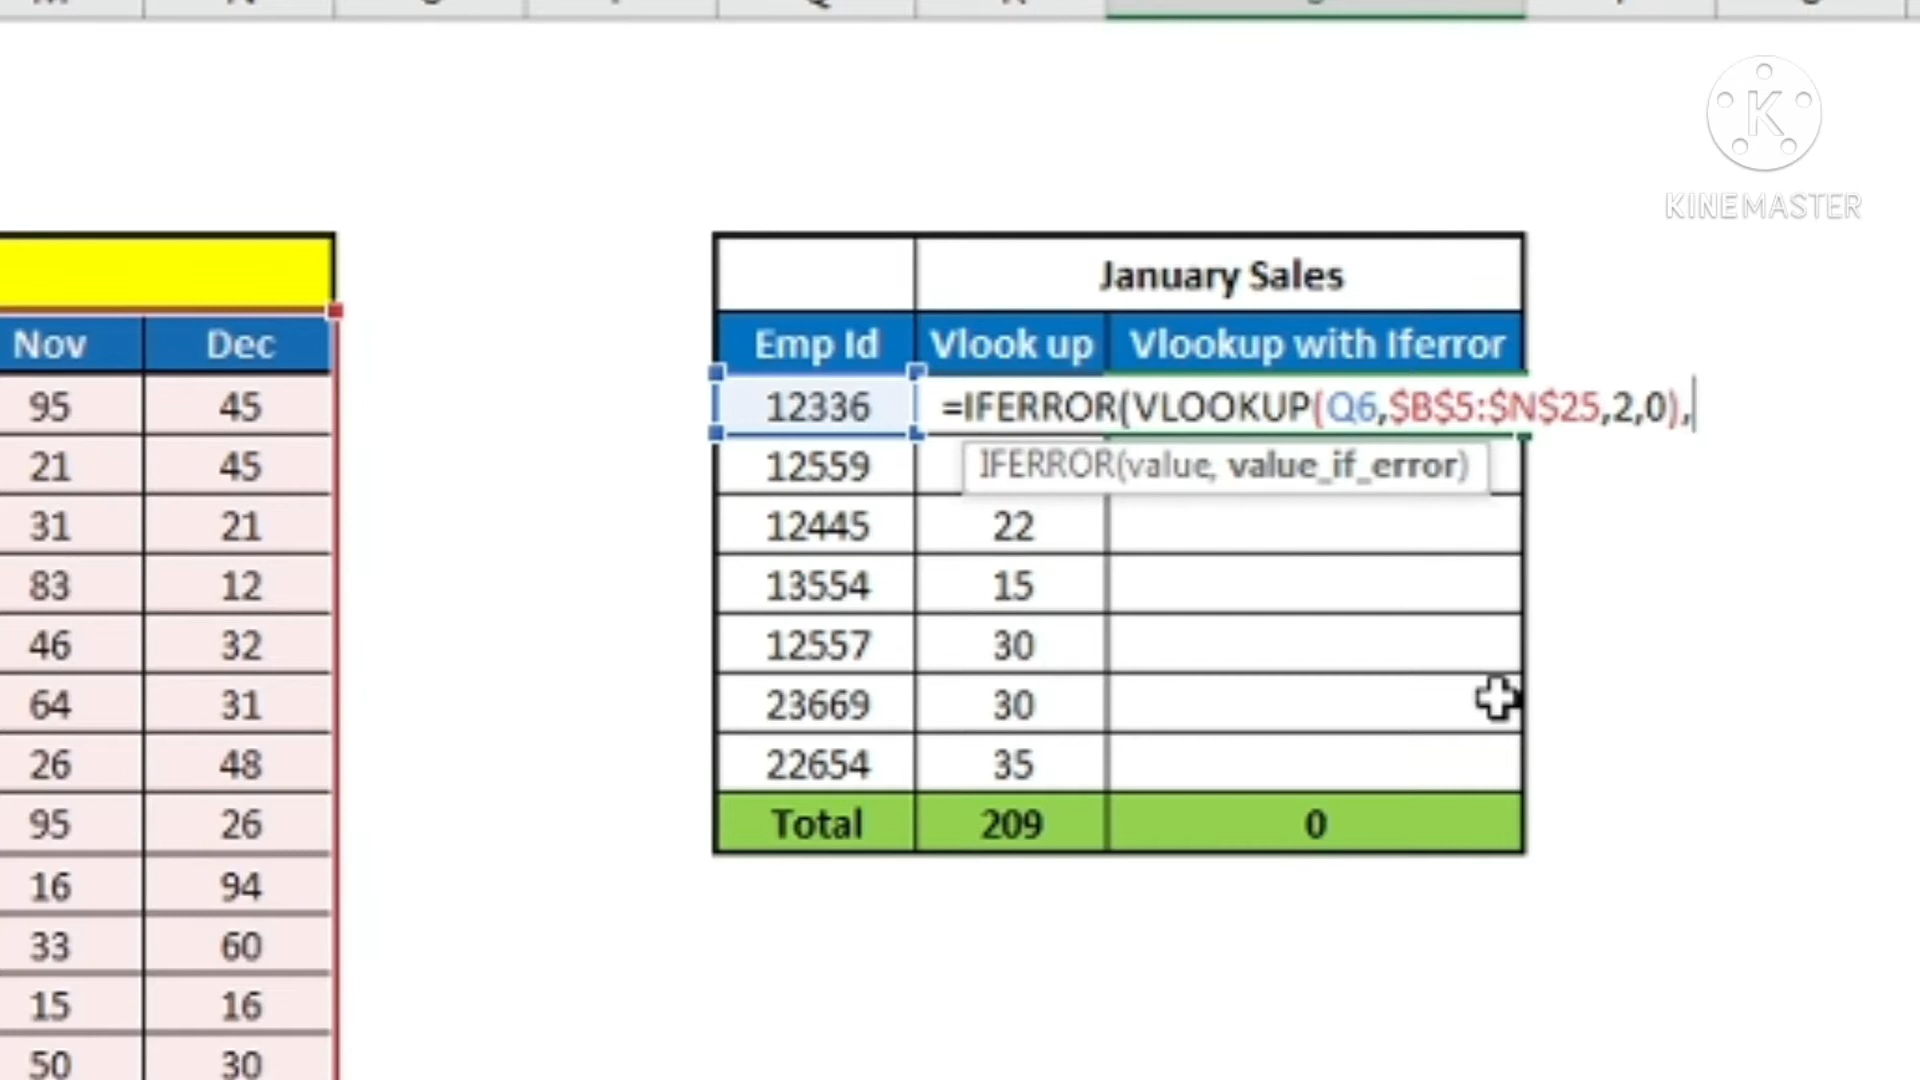 K
KINEMASTER
January Sales
Nov Dec Emp Id Vlook up Vlookup with Iferror
95 45 12336 =IFERROR(VLOOKUP(Q6,$B$5:$N$25,2,0),
21 45 12559 IFERROR(value, value_if_error)
31 21 12445 22
83 12 13554 15
46 32 12557 30
64 31 23669 30
26 48 22654 35
95 26 Total 209 0
16 94
33 60
15 16
50 30